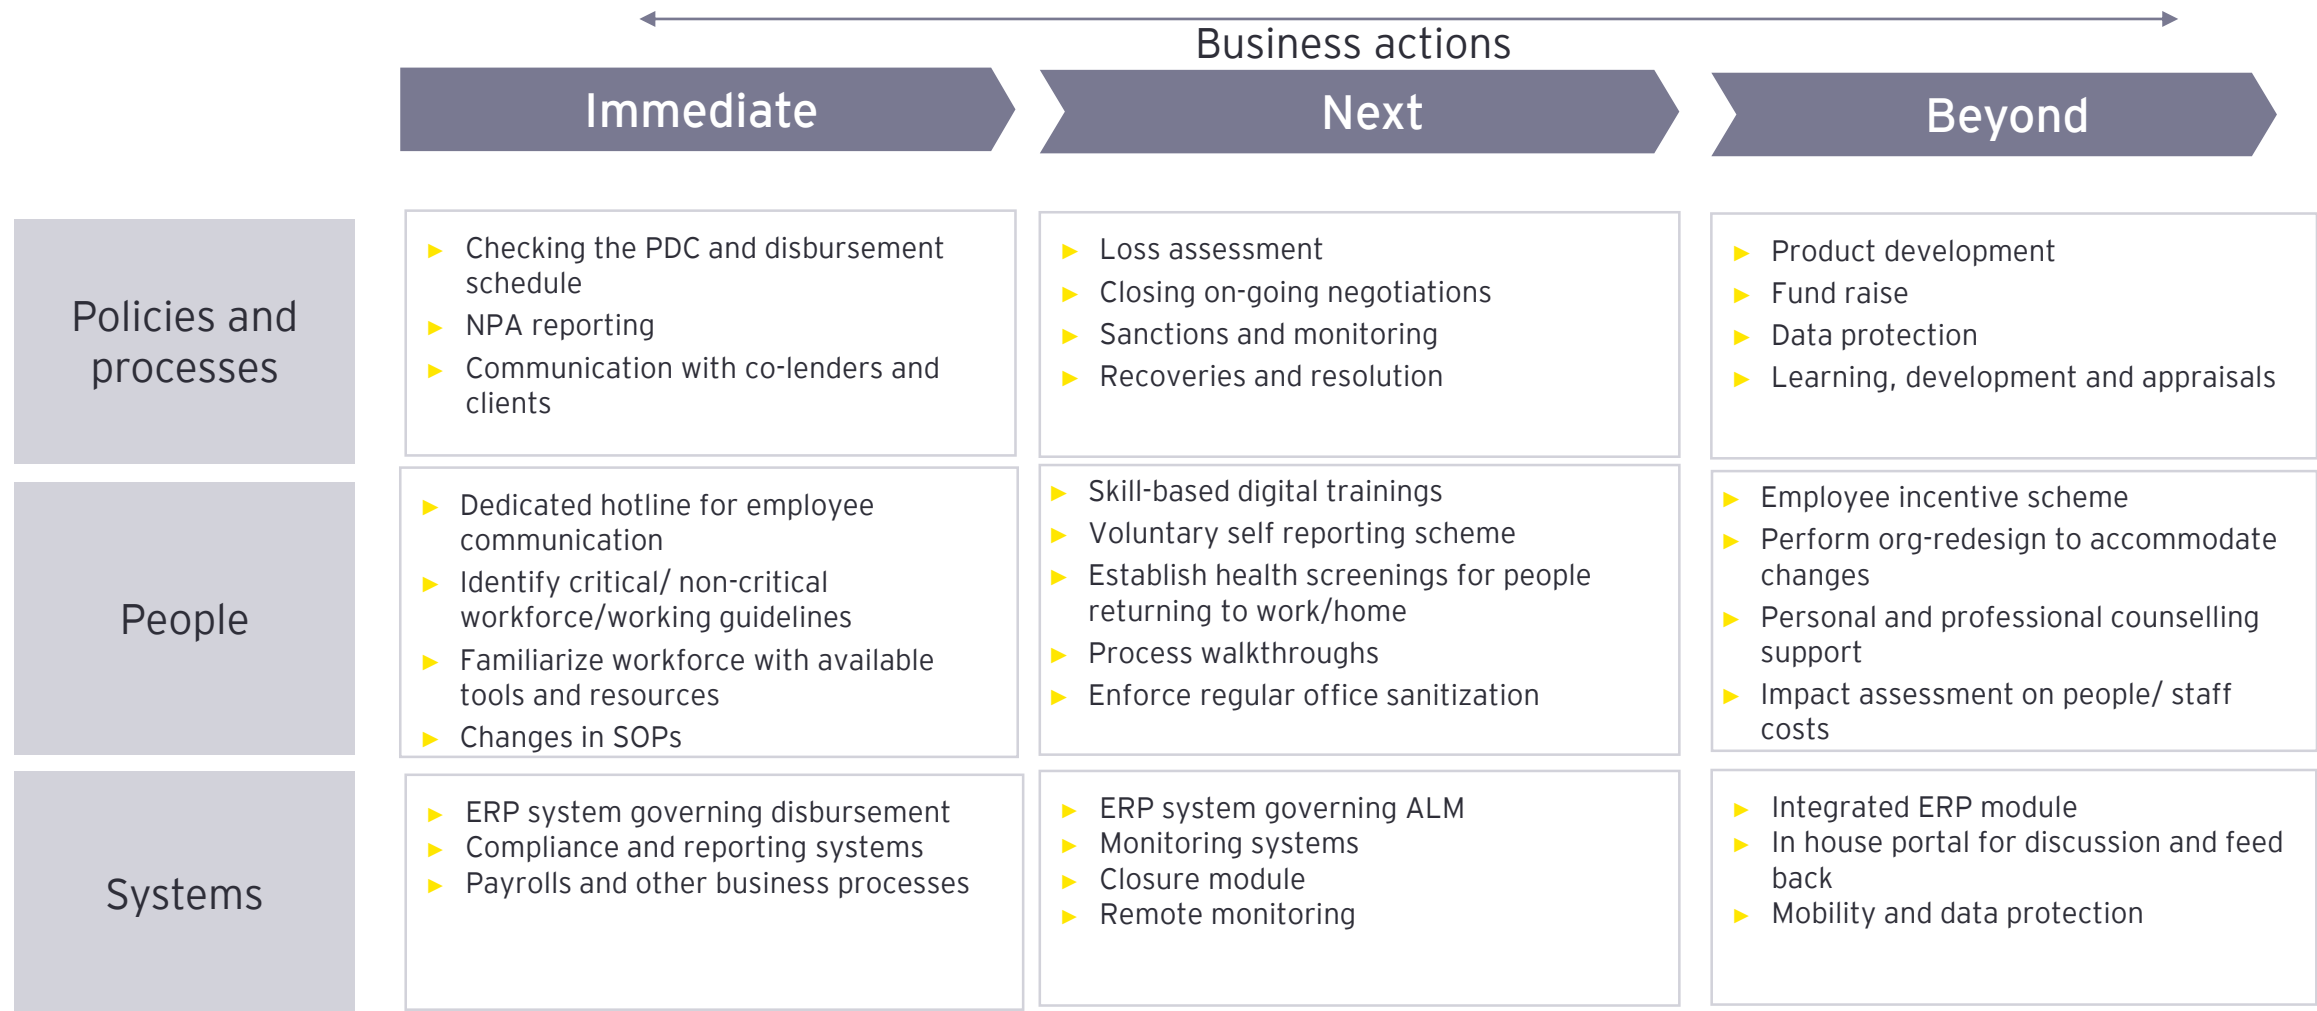 Business actions
Immediate
Next
Beyond
Policies and
processes
► Checking the PDC and disbursement
schedule
► NPA reporting
► Communication with co-lenders and
clients
► Loss assessment
► Closing on-going negotiations
► Sanctions and monitoring
► Recoveries and resolution
► Product development
► Fund raise
► Data protection
► Learning, development and appraisals
People
► Dedicated hotline for employee
communication
► Identify critical/ non-critical
workforce/working guidelines
► Familiarize workforce with available
tools and resources
► Changes in SOPs
► Skill-based digital trainings
► Voluntary self reporting scheme
► Establish health screenings for people
returning to work/home
► Process walkthroughs
► Enforce regular office sanitization
► Employee incentive scheme
► Perform org-redesign to accommodate
changes
► Personal and professional counselling
support
► Impact assessment on people/ staff
costs
Systems
► ERP system governing disbursement
► Compliance and reporting systems
► Payrolls and other business processes
► ERP system governing ALM
► Monitoring systems
► Closure module
► Remote monitoring
► Integrated ERP module
► In house portal for discussion and feed
back
► Mobility and data protection